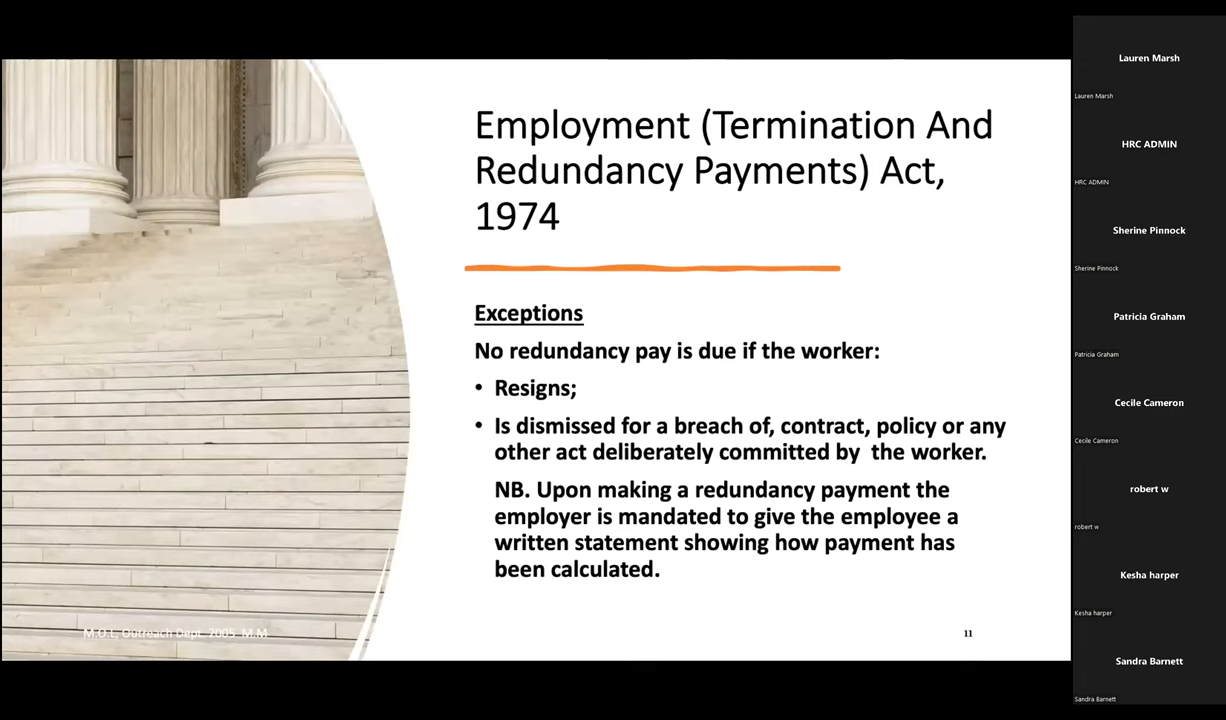 Employment (Termination And
Redundancy Payments) Act,
1974
Exceptions
No redundancy pay is due if the worker:
• Resigns;
• Is dismissed for a breach of, contract, policy or any
other act deliberately committed by  the worker.
NB. Upon making a redundancy payment the
employer is mandated to give the employee a
written statement showing how payment has
been calculated.
M.O.L, Outreach Dept. 2005. M.M
11
Lauren Marsh
Lauren Marsh
HRC ADMIN
HRC ADMIN
Sherine Pinnock
Sherine Pinnock
Patricia Graham
Patricia Graham
Cecile Cameron
Cecile Cameron
robert w
robert w
Kesha harper
Kesha harper
Sandra Barnett
Sandra Barnett